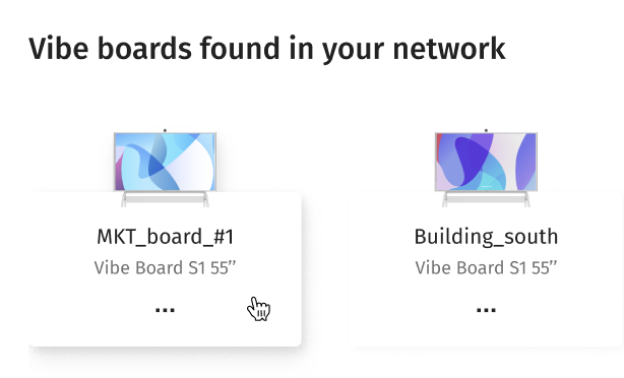 Vibe boards found in your network
MKT_board_#1
Building_south
Vibe Board S1 55’’
Vibe Board S1 55’’
...
...